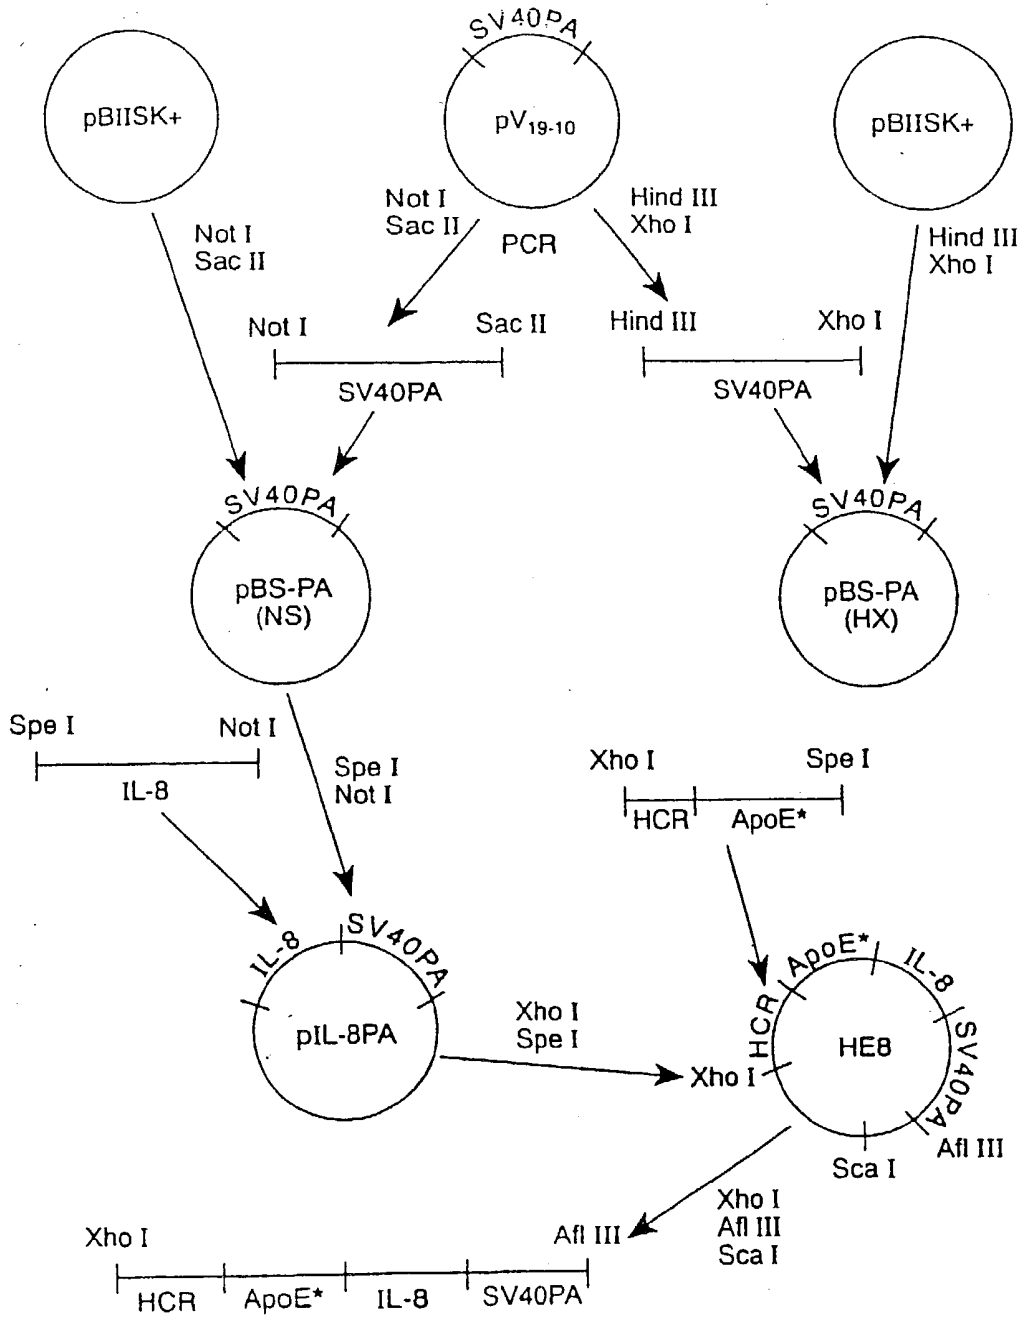 SV40PA
pBIISK+
pV19-10
pBIISK+
Not I
Sac II
Not I
Sac II
PCR
Hind III
Xho I
Hind III
Xho I
Not I
Sac II
SV40PA
Hind III
Xho I
SV40PA
SV40PA
pBS-PA
(NS)
SV40PA
pBS-PA
(HX)
Spe I
Not I
IL-8
Spe I
Not I
Xho I
Spe I
HCR
ApoE*
IL-8
SV40PA
pIL-8PA
Xho I
Spe I
Xho I
HCR
ApoE*
IL-8
SV40PA
HE8
Afl III
Sca I
Xho I
Afl III
Sca I
Xho I
Afl III
HCR
ApoE*
IL-8
SV40PA